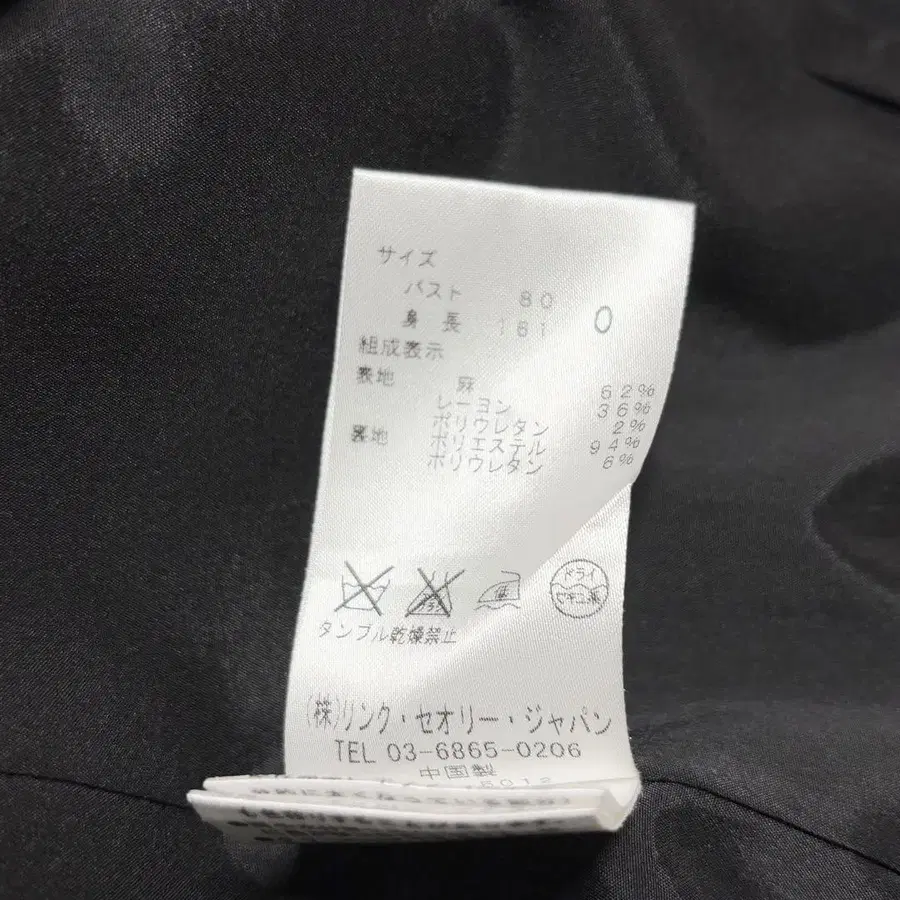 サイズ
バスト 80
身長 161 0
組成表示
表地 麻 62%
レーヨン 36%
ポリウレタン 2%
裏地 ポリエステル 94%
ポリウレタン 6%
ドライ
セキユ系
タンブル乾燥禁止
(株)リンク・セオリー・ジャパン
TEL 03-6865-0206
中国製